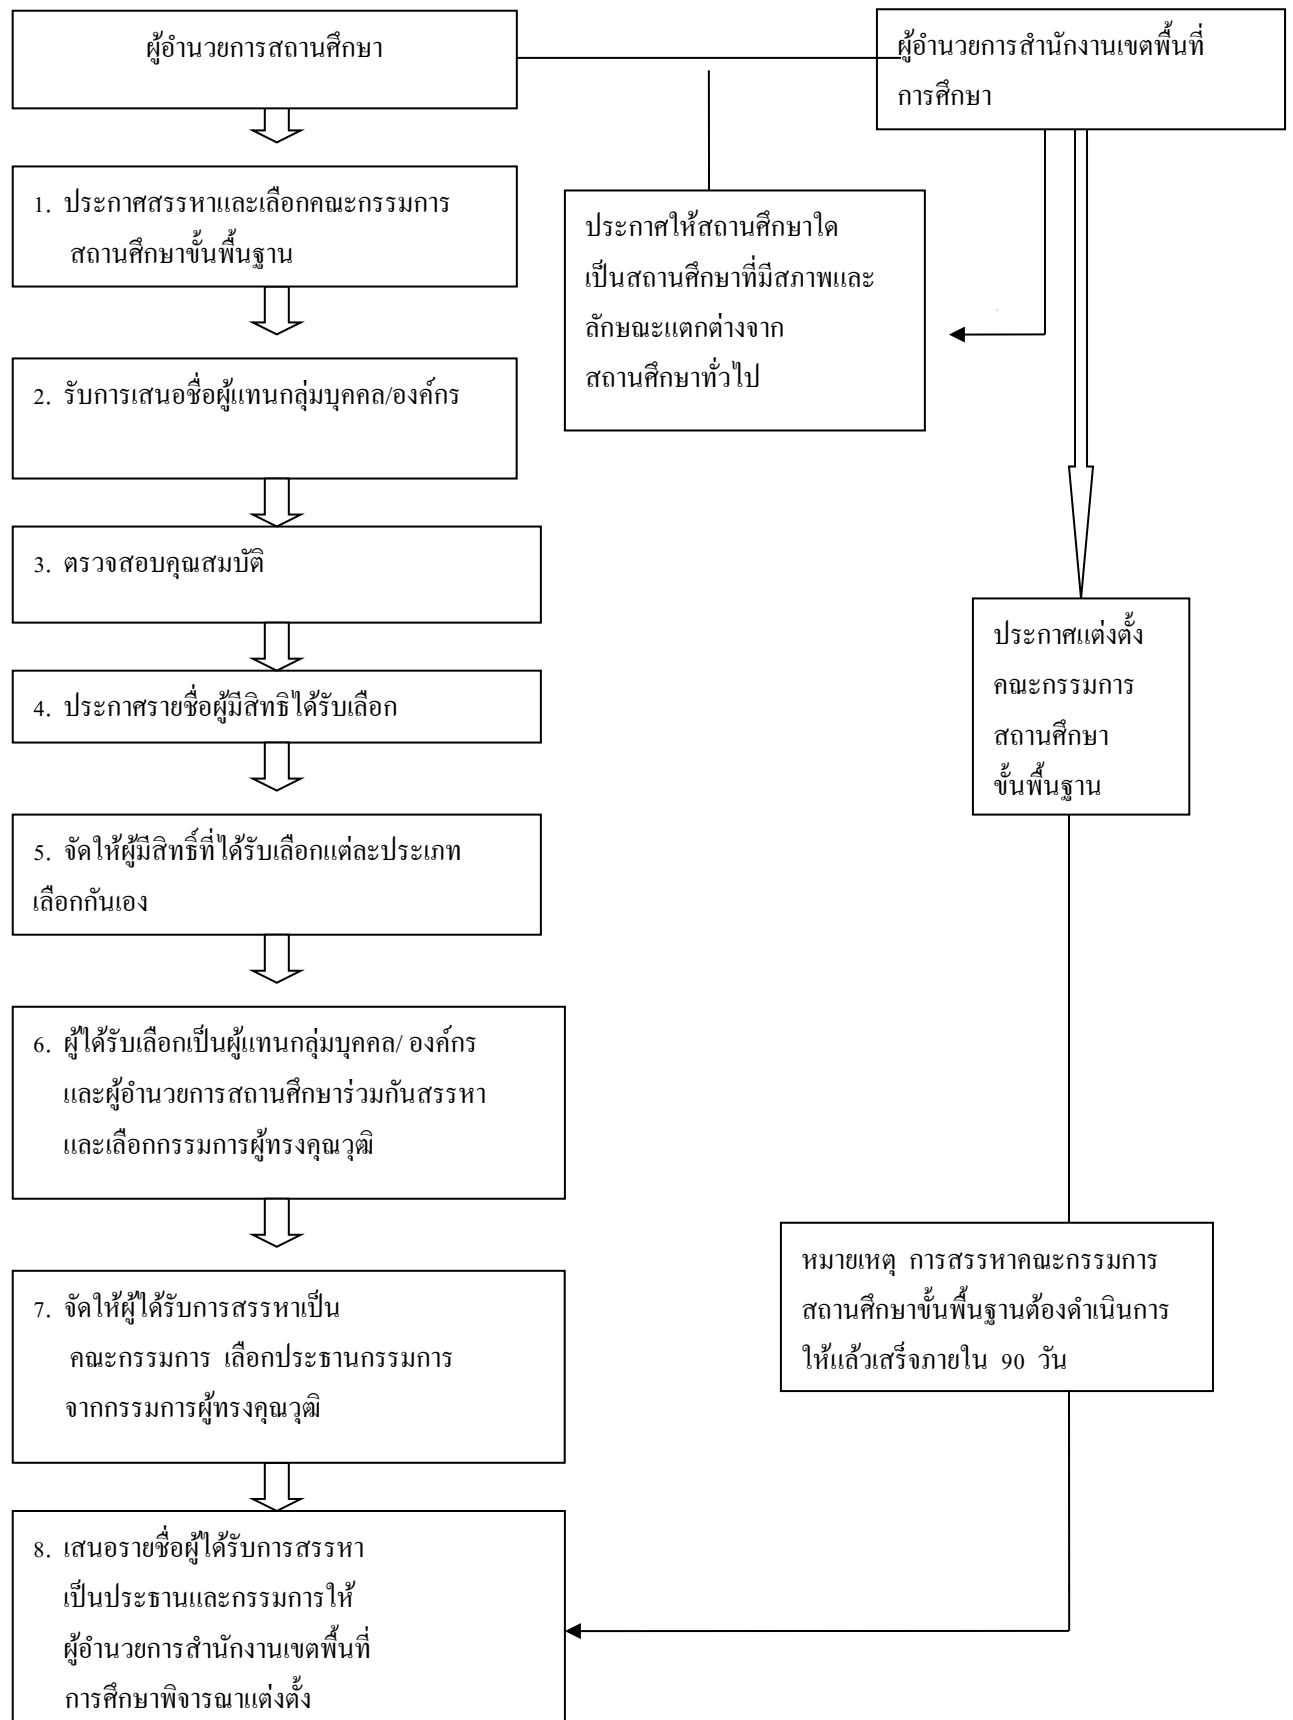 ผู้อำนวยการสถานศึกษา
ผู้อำนวยการสำนักงานเขตพื้นที่
การศึกษา
1. ประกาศสรรหาและเลือกคณะกรรมการ
สถานศึกษาขั้นพื้นฐาน
ประกาศให้สถานศึกษาใด
เป็นสถานศึกษาที่มีสภาพและ
ลักษณะแตกต่างจาก
สถานศึกษาทั่วไป
2. รับการเสนอชื่อผู้แทนกลุ่มบุคคล/องค์กร
3. ตรวจสอบคุณสมบัติ
4. ประกาศรายชื่อผู้มีสิทธิได้รับเลือก
ประกาศแต่งตั้ง
คณะกรรมการ
สถานศึกษา
ขั้นพื้นฐาน
5. จัดให้ผู้มีสิทธิ์ที่ได้รับเลือกแต่ละประเภท
เลือกกันเอง
6. ผู้ได้รับเลือกเป็นผู้แทนกลุ่มบุคคล/ องค์กร
และผู้อำนวยการสถานศึกษาร่วมกันสรรหา
และเลือกกรรมการผู้ทรงคุณวุฒิ
หมายเหตุ การสรรหาคณะกรรมการ
สถานศึกษาขั้นพื้นฐานต้องดำเนินการ
ให้แล้วเสร็จภายใน 90 วัน
7. จัดให้ผู้ได้รับการสรรหาเป็น
คณะกรรมการ เลือกประธานกรรมการ
จากกรรมการผู้ทรงคุณวุฒิ
8. เสนอรายชื่อผู้ได้รับการสรรหา
เป็นประธานและกรรมการให้
ผู้อำนวยการสำนักงานเขตพื้นที่
การศึกษาพิจารณาแต่งตั้ง